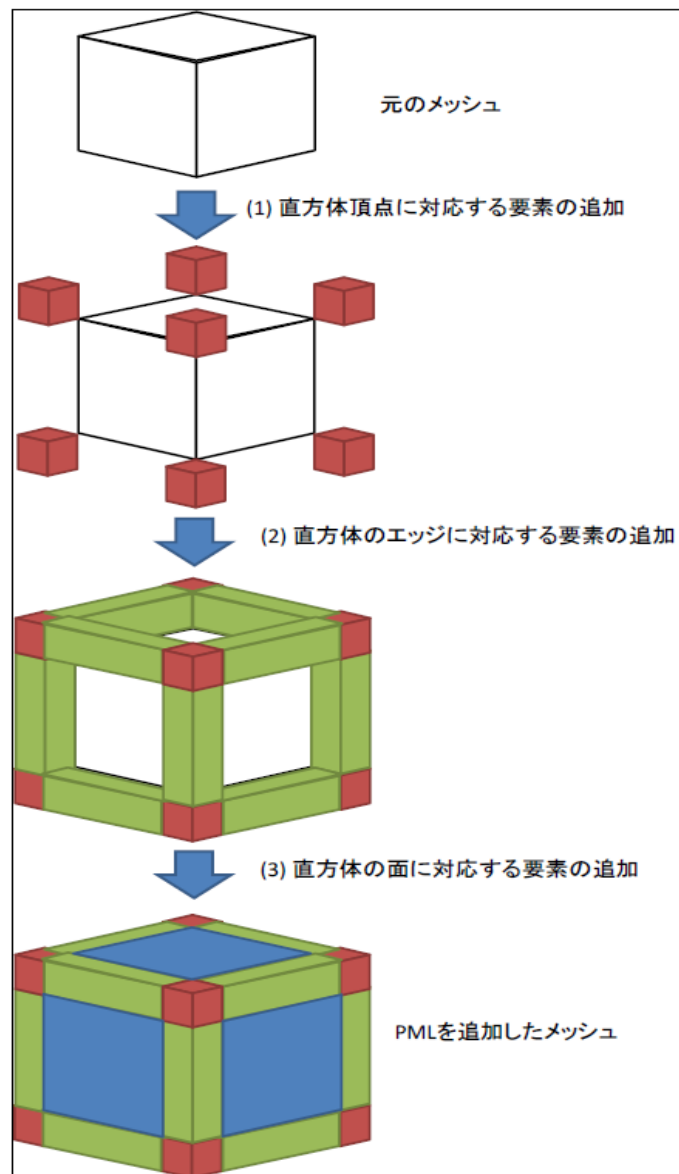 元のメッシュ
(1) 直方体頂点に対応する要素の追加
(2) 直方体のエッジに対応する要素の追加
(3) 直方体の面に対応する要素の追加
PMLを追加したメッシュ